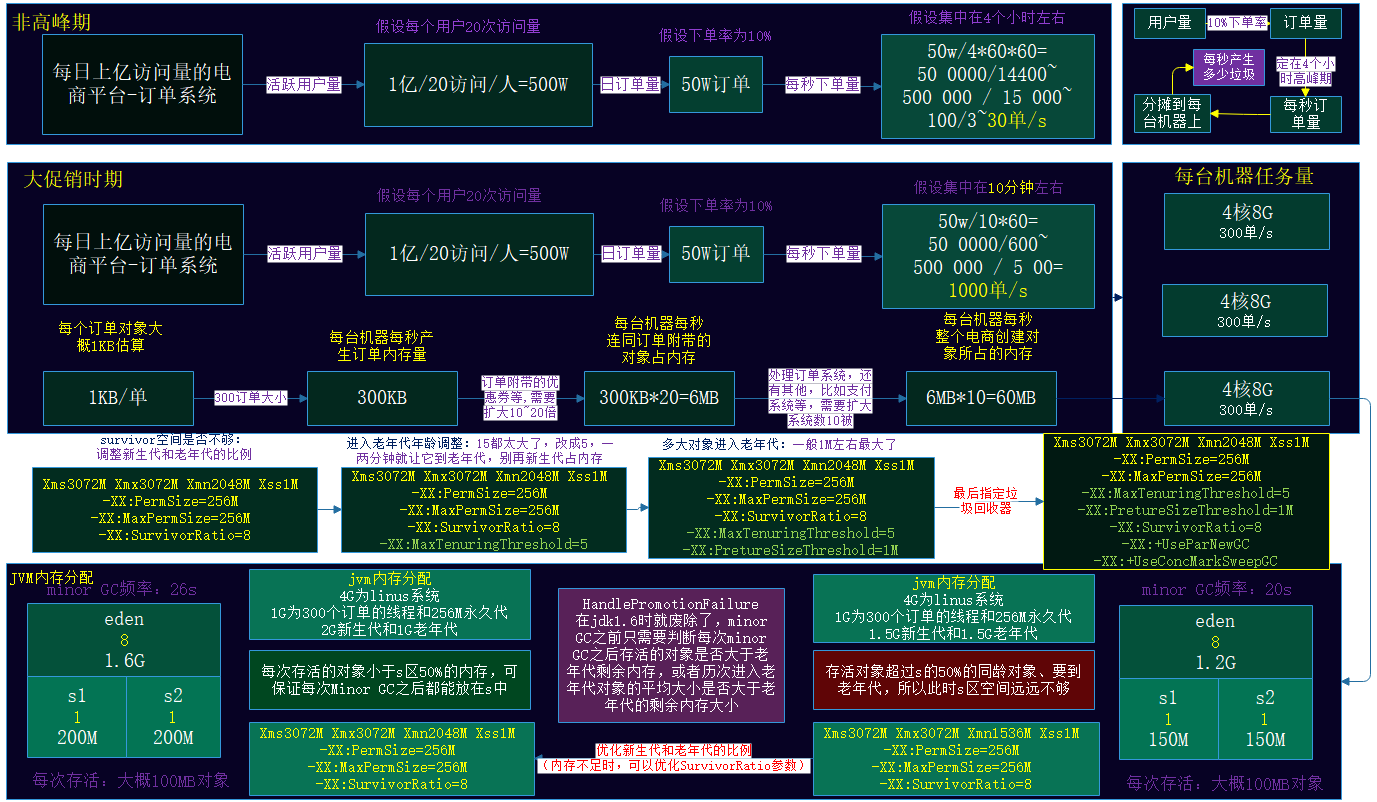 非高峰期
每日上亿访问量的电
商平台-订单系统
活跃用户量
假设每个用户20次访问量
1亿/20访问/人=500W
日订单量
假设下单率为10%
50W订单
每秒下单量
假设集中在4个小时左右
50w/4*60*60=
50 0000/14400~
500 000 / 15 000~
100/3~30单/s
用户量
10%下单率
订单量
定在4个小
时高峰期
每秒订
单量
分摊到每
台机器上
每秒产生
多少垃圾
大促销时期
每日上亿访问量的电
商平台-订单系统
活跃用户量
假设每个用户20次访问量
1亿/20访问/人=500W
日订单量
假设下单率为10%
50W订单
每秒下单量
假设集中在10分钟左右
50w/10*60=
50 0000/600~
500 000 / 5 00=
1000单/s
每台机器任务量
4核8G
300单/s
4核8G
300单/s
4核8G
300单/s
每个订单对象大
概1KB估算
1KB/单
300订单大小
每台机器每秒产
生订单内存量
300KB
订单附带的优
惠券等,需要
扩大10~20倍
每台机器每秒
连同订单附带的
对象占内存
300KB*20=6MB
处理订单系统，还
有其他，比如支付
系统等，需要扩大
系统数10被
每台机器每秒
整个电商创建对
象所占的内存
6MB*10=60MB
survivor空间是否不够：
调整新生代和老年代的比例
Xms3072M Xmx3072M Xmn2048M Xss1M
-XX:PermSize=256M
-XX:MaxPermSize=256M
-XX:SurvivorRatio=8
进入老年代年龄调整：15都太大了，改成5，一
两分钟就让它到老年代，别再新生代占内存
Xms3072M Xmx3072M Xmn2048M Xss1M
-XX:PermSize=256M
-XX:MaxPermSize=256M
-XX:SurvivorRatio=8
-XX:MaxTenuringThreshold=5
多大对象进入老年代：一般1M左右最大了
Xms3072M Xmx3072M Xmn2048M Xss1M
-XX:PermSize=256M
-XX:MaxPermSize=256M
-XX:SurvivorRatio=8
-XX:MaxTenuringThreshold=5
-XX:PretureSizeThreshold=1M
最后指定垃
圾回收器
Xms3072M Xmx3072M Xmn2048M Xss1M
-XX:PermSize=256M
-XX:MaxPermSize=256M
-XX:MaxTenuringThreshold=5
-XX:PretureSizeThreshold=1M
-XX:SurvivorRatio=8
-XX:+UseParNewGC
-XX:+UseConcMarkSweepGC
JVM内存分配
minor GC频率：26s
eden
8
1.6G
s1
1
200M
s2
1
200M
每次存活：大概100MB对象
jvm内存分配
4G为linus系统
1G为300个订单的线程和256M永久代
2G新生代和1G老年代
每次存活的对象小于s区50%的内存，可
保证每次Minor GC之后都能放在s中
Xms3072M Xmx3072M Xmn2048M Xss1M
-XX:PermSize=256M
-XX:MaxPermSize=256M
-XX:SurvivorRatio=8
HandlePromotionFailure
在jdk1.6时就废除了，minor
GC之前只需要判断每次minor
GC之后存活的对象是否大于老
年代剩余内存，或者历次进入老
年代对象的平均大小是否大于老
年代的剩余内存大小
优化新生代和老年代的比例
（内存不足时，可以优化SurvivorRatio参数）
jvm内存分配
4G为linus系统
1G为300个订单的线程和256M永久代
1.5G新生代和1.5G老年代
存活对象超过s的50%的同龄对象、要到
老年代，所以此时s区空间远远不够
Xms3072M Xmx3072M Xmn1536M Xss1M
-XX:PermSize=256M
-XX:MaxPermSize=256M
-XX:SurvivorRatio=8
minor GC频率：20s
eden
8
1.2G
s1
1
150M
s2
1
150M
每次存活：大概100MB对象